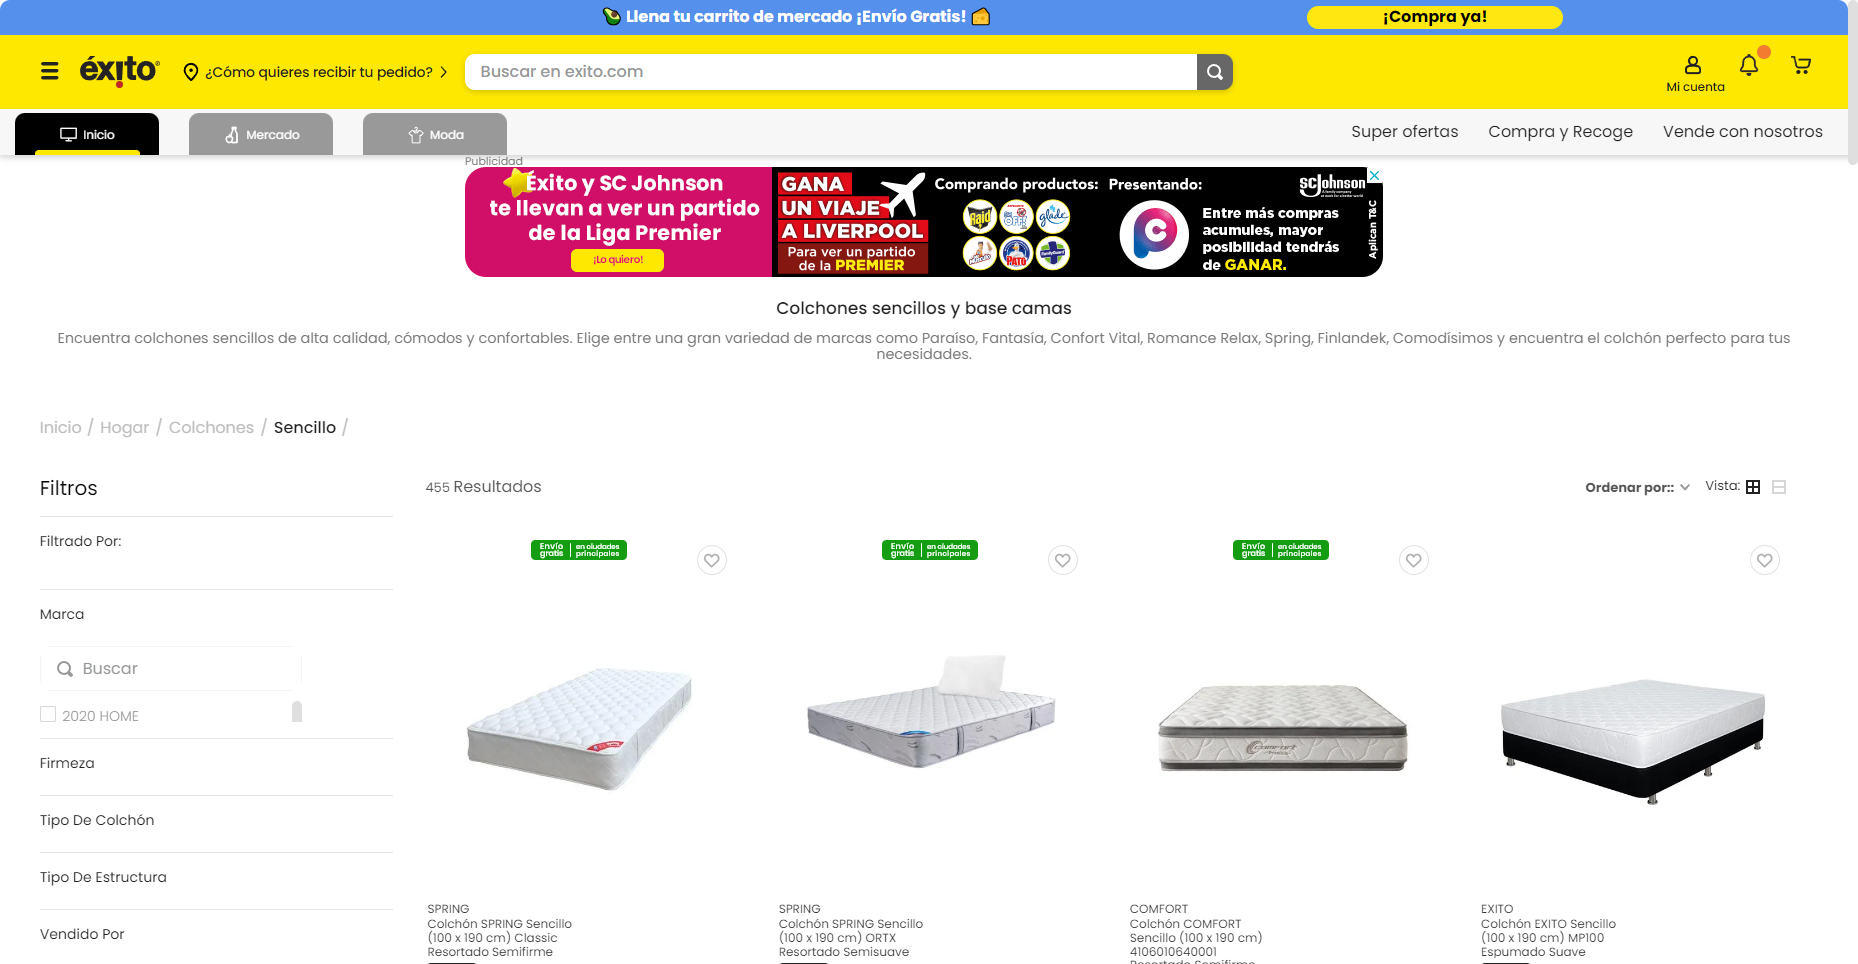 Llena tu carrito de mercado ¡Envío Gratis!
¡Compra ya!
éxito
¿Cómo quieres recibir tu pedido?
Buscar en exito.com
Mi cuenta
Inicio
Mercado
Moda
Super ofertas
Compra y Recoge
Vende con nosotros
Publicidad
Éxito y SC Johnson
te llevan a ver un partido
de la Liga Premier
¡Lo quiero!
GANA
UN VIAJE
A LIVERPOOL
Para ver un partido
de la PREMIER
Comprando productos:
Raid
OFF!
glade
PATO
Presentando:
SC Johnson
Entre más compras
acumules, mayor
posibilidad tendrás
de GANAR.
Aplican T&C
Colchones sencillos y base camas
Encuentra colchones sencillos de alta calidad, cómodos y confortables. Elige entre una gran variedad de marcas como Paraíso, Fantasía, Confort Vital, Romance Relax, Spring, Finlandek, Comodísimos y encuentra el colchón perfecto para tus
necesidades.
Inicio / Hogar / Colchones / Sencillo /
Filtros
455 Resultados
Ordenar por::
Vista:
Filtrado Por:
Marca
Buscar
2020 HOME
Firmeza
Tipo De Colchón
Tipo De Estructura
Vendido Por
Envío gratis | en ciudades principales
Envío gratis | en ciudades principales
Envío gratis | en ciudades principales
SPRING
Colchón SPRING Sencillo
(100 x 190 cm) Classic
Resortado Semifirme
SPRING
Colchón SPRING Sencillo
(100 x 190 cm) ORTX
Resortado Semisuave
COMFORT
Colchón COMFORT
Sencillo (100 x 190 cm)
4106010640001
Resortado Semifirme
EXITO
Colchón EXITO Sencillo
(100 x 190 cm) MP100
Espumado Suave